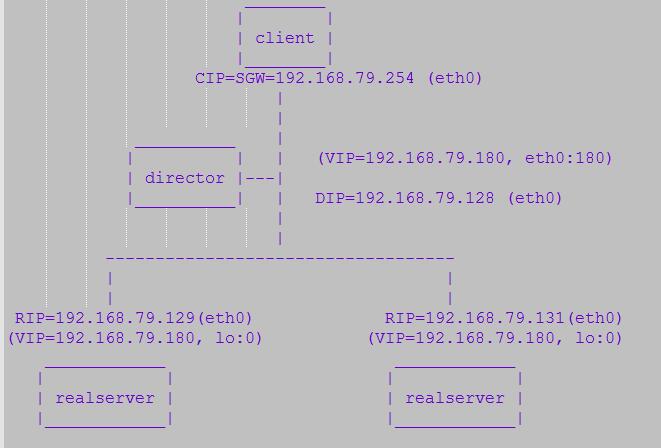 client
CIP=SGW=192.168.79.254 (eth0)
(VIP=192.168.79.180, eth0:180)
director
DIP=192.168.79.128 (eth0)
RIP=192.168.79.129(eth0) RIP=192.168.79.131(eth0)
(VIP=192.168.79.180, lo:0) (VIP=192.168.79.180, lo:0)
realserver realserver